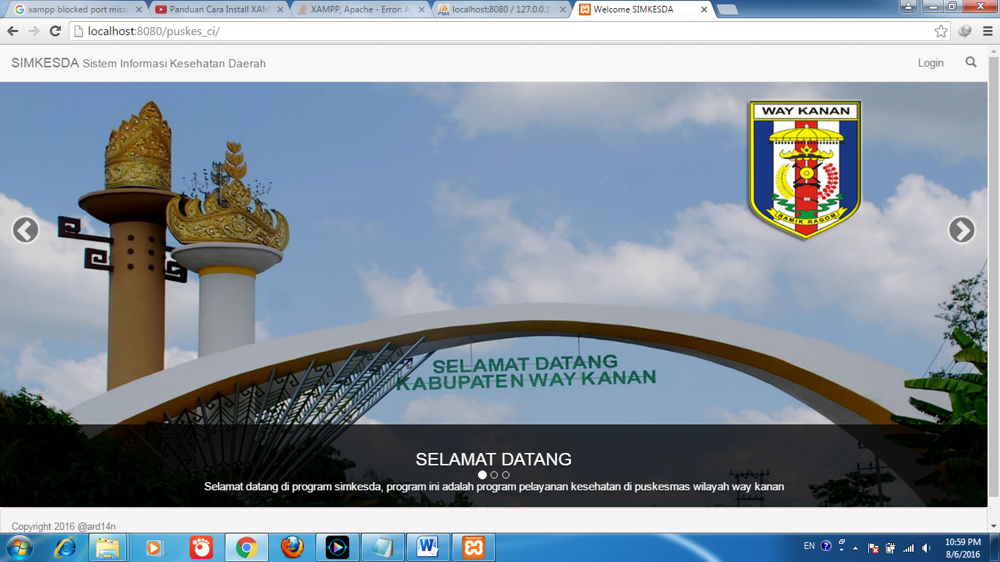 xampp blocked port miss
Panduan Cara Install XAM
XAMPP, Apache - Error: A
localhost:8080 / 127.0.0.1
Welcome SIMKESDA
localhost:8080/puskes_ci/
SIMKESDA Sistem Informasi Kesehatan Daerah
Login
WAY KANAN
RAMIK RAGOM
SELAMAT DATANG
KABUPATEN WAY KANAN
SELAMAT DATANG
Selamat datang di program simkesda, program ini adalah program pelayanan kesehatan di puskesmas wilayah way kanan
Copyright 2016 @ard14n
EN
10:59 PM
8/6/2016